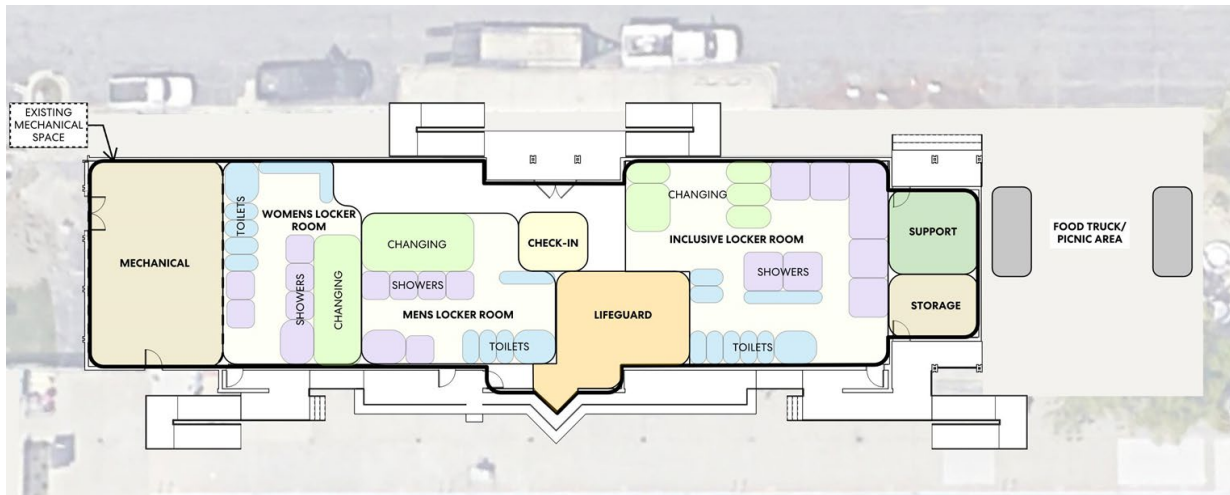 EXISTING
MECHANICAL
SPACE
MECHANICAL
TOILETS
WOMENS LOCKER
ROOM
SHOWERS
CHANGING
CHANGING
SHOWERS
MENS LOCKER ROOM
TOILETS
CHECK-IN
LIFEGUARD
CHANGING
INCLUSIVE LOCKER ROOM
SHOWERS
TOILETS
SUPPORT
STORAGE
FOOD TRUCK/
PICNIC AREA